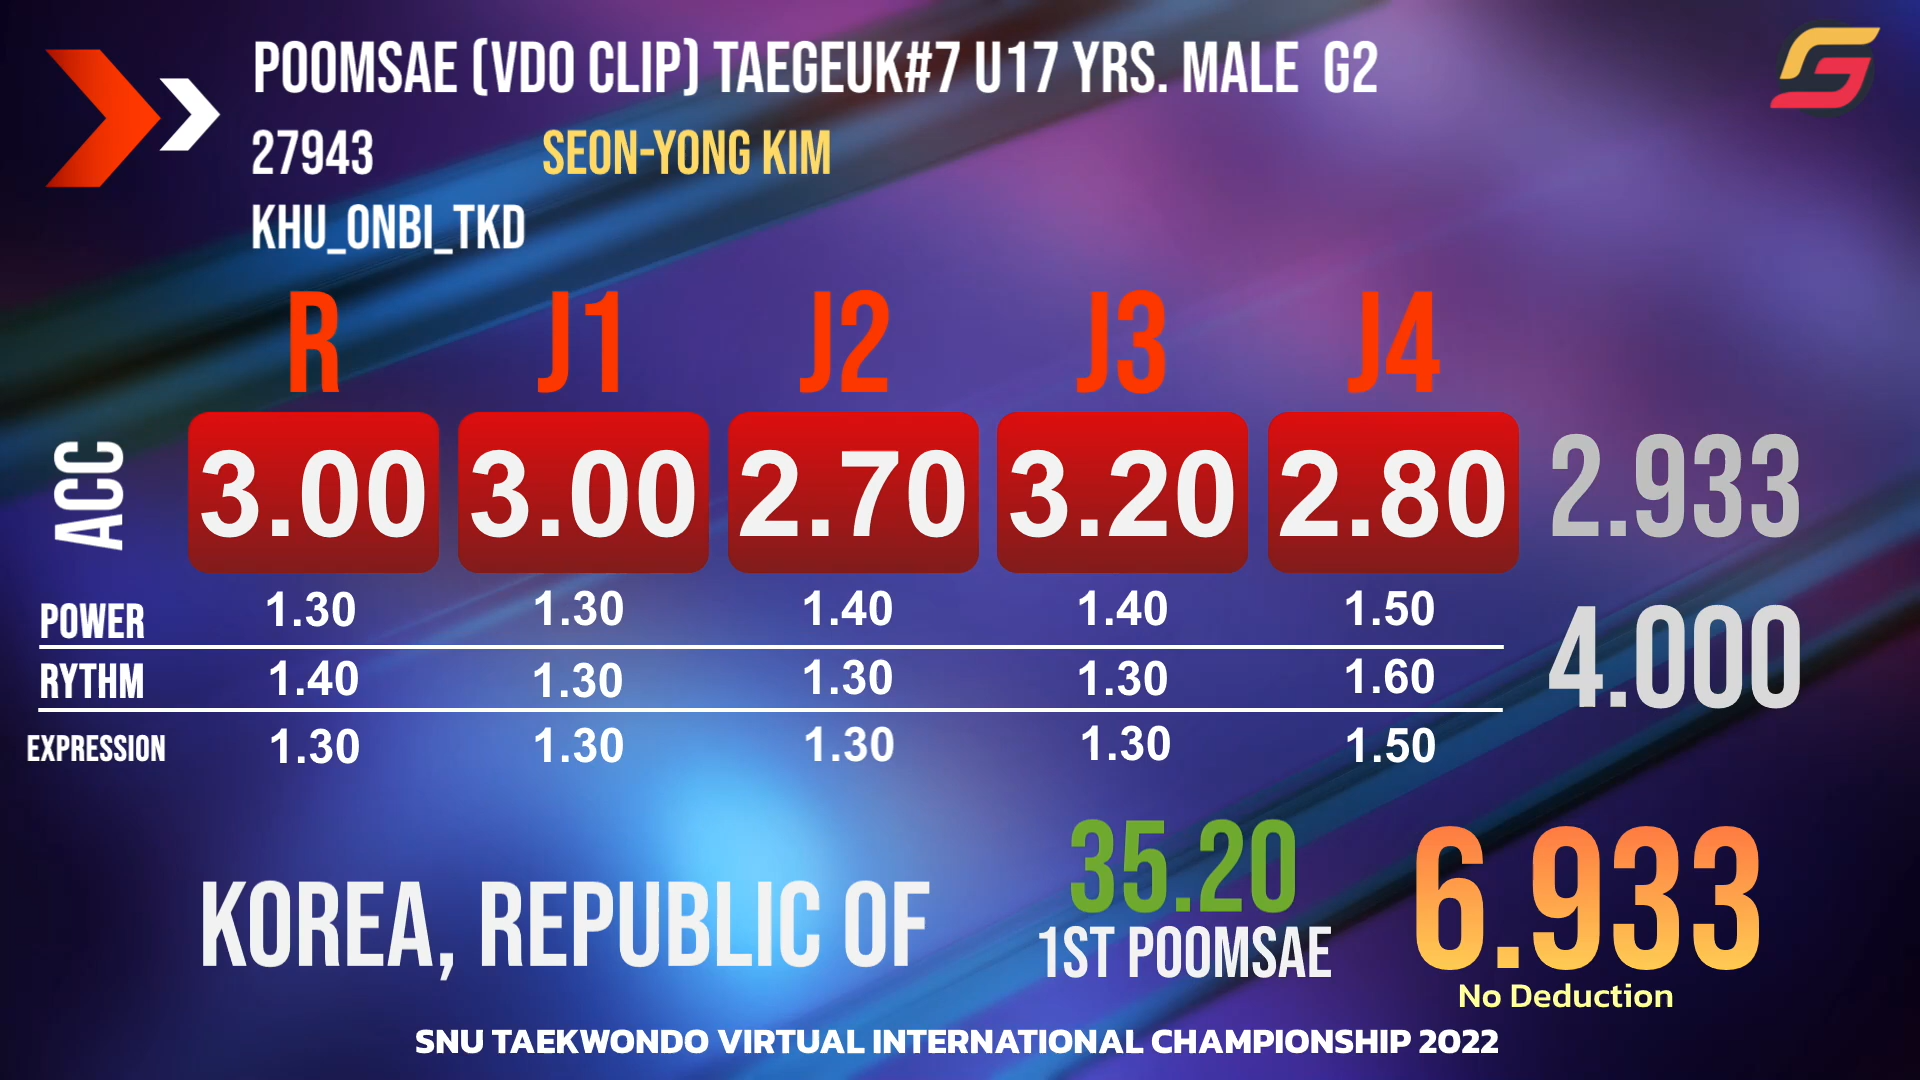 POOMSAE (VDO CLIP) TAEGEUK#7 U17 YRS. MALE G2
27943 SEON-YONG KIM
KHU_ONBI_TKD
R J1 J2 J3 J4
ACC 3.00 3.00 2.70 3.20 2.80 2.933
POWER 1.30 1.30 1.40 1.40 1.50
4.000
RYTHM 1.40 1.30 1.30 1.30 1.60
EXPRESSION 1.30 1.30 1.30 1.30 1.50
KOREA, REPUBLIC OF
35.20
1ST POOMSAE
6.933
No Deduction
SNU TAEKWONDO VIRTUAL INTERNATIONAL CHAMPIONSHIP 2022